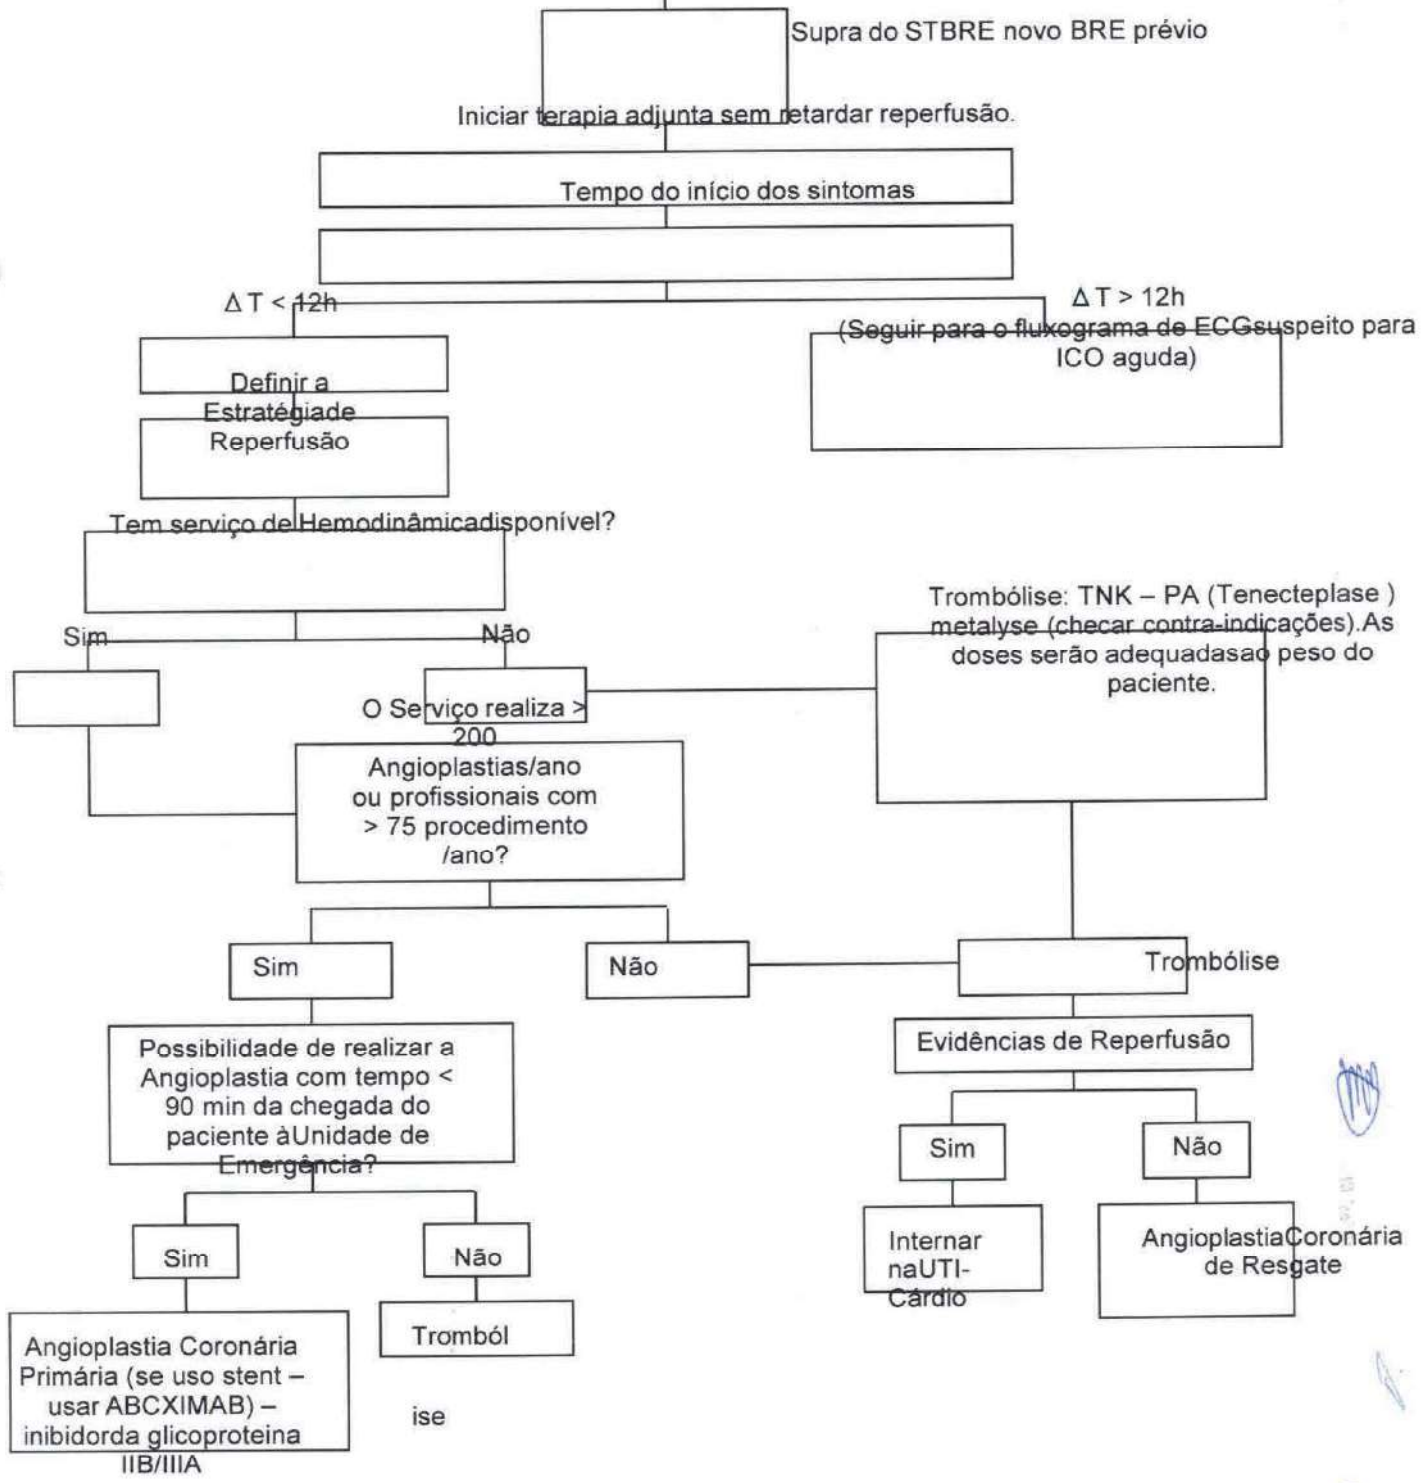 Supra do STBRE novo BRE prévio
Iniciar terapia adjunta sem retardar reperfusão.
Tempo do início dos sintomas
Δ T < 12h
Δ T > 12h
(Seguir para o fluxograma de ECGsuspeito para
ICO aguda)
Definir a
Estratégiade
Reperfusão
Tem serviço de Hemodinâmicadisponível?
Sim
Não
Trombólise: TNK – PA (Tenecteplase )
metalyse (checar contra-indicações).As
doses serão adequadasao peso do
paciente.
O Serviço realiza >
200
Angioplastias/ano
ou profissionais com
> 75 procedimento
/ano?
Sim
Não
Trombólise
Possibilidade de realizar a
Angioplastia com tempo <
90 min da chegada do
paciente àUnidade de
Emergência?
Evidências de Reperfusão
Sim
Não
Internar
naUTI-
Cárdio
AngioplastiaCoronária
de Resgate
Sim
Não
Angioplastia Coronária
Primária (se uso stent –
usar ABCXIMAB) –
inibidorda glicoproteina
IIB/IIIA
Tromból
ise